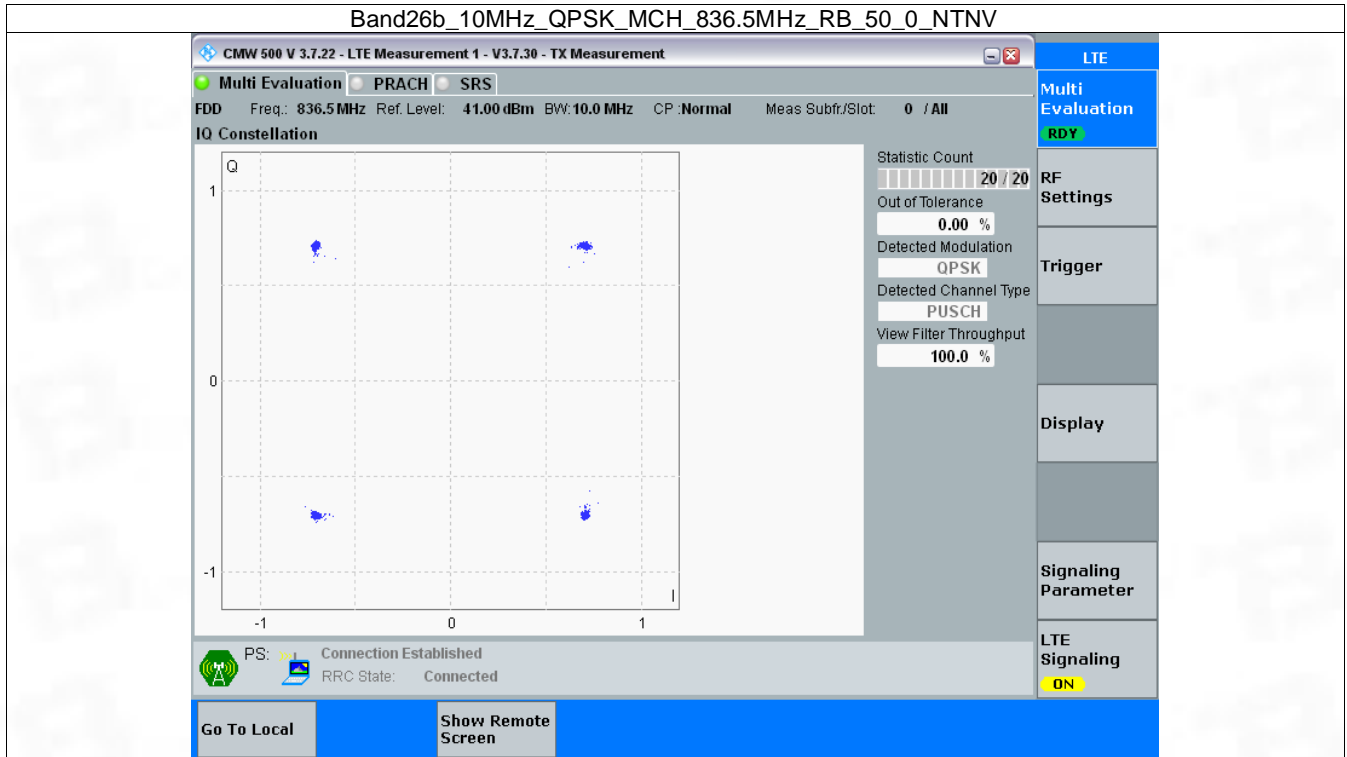 Band26b_10MHz_QPSK_MCH_836.5MHz_RB_50_0_NTNV
CMW 500 V 3.7.22 - LTE Measurement 1 - V3.7.30 - TX Measurement
LTE
Multi Evaluation PRACH SRS
FDD Freq.: 836.5 MHz Ref. Level: 41.00 dBm BW: 10.0 MHz CP :Normal Meas Subfr./Slot: 0 / All
IQ Constellation
Q
1
0
-1
I
-1 0 1
Statistic Count
20 / 20
Out of Tolerance
0.00 %
Detected Modulation
QPSK
Detected Channel Type
PUSCH
View Filter Throughput
100.0 %
Multi
Evaluation
RDY
RF
Settings
Trigger
Display
Signaling
Parameter
LTE
Signaling
ON
PS: Connection Established
RRC State: Connected
Go To Local
Show Remote
Screen